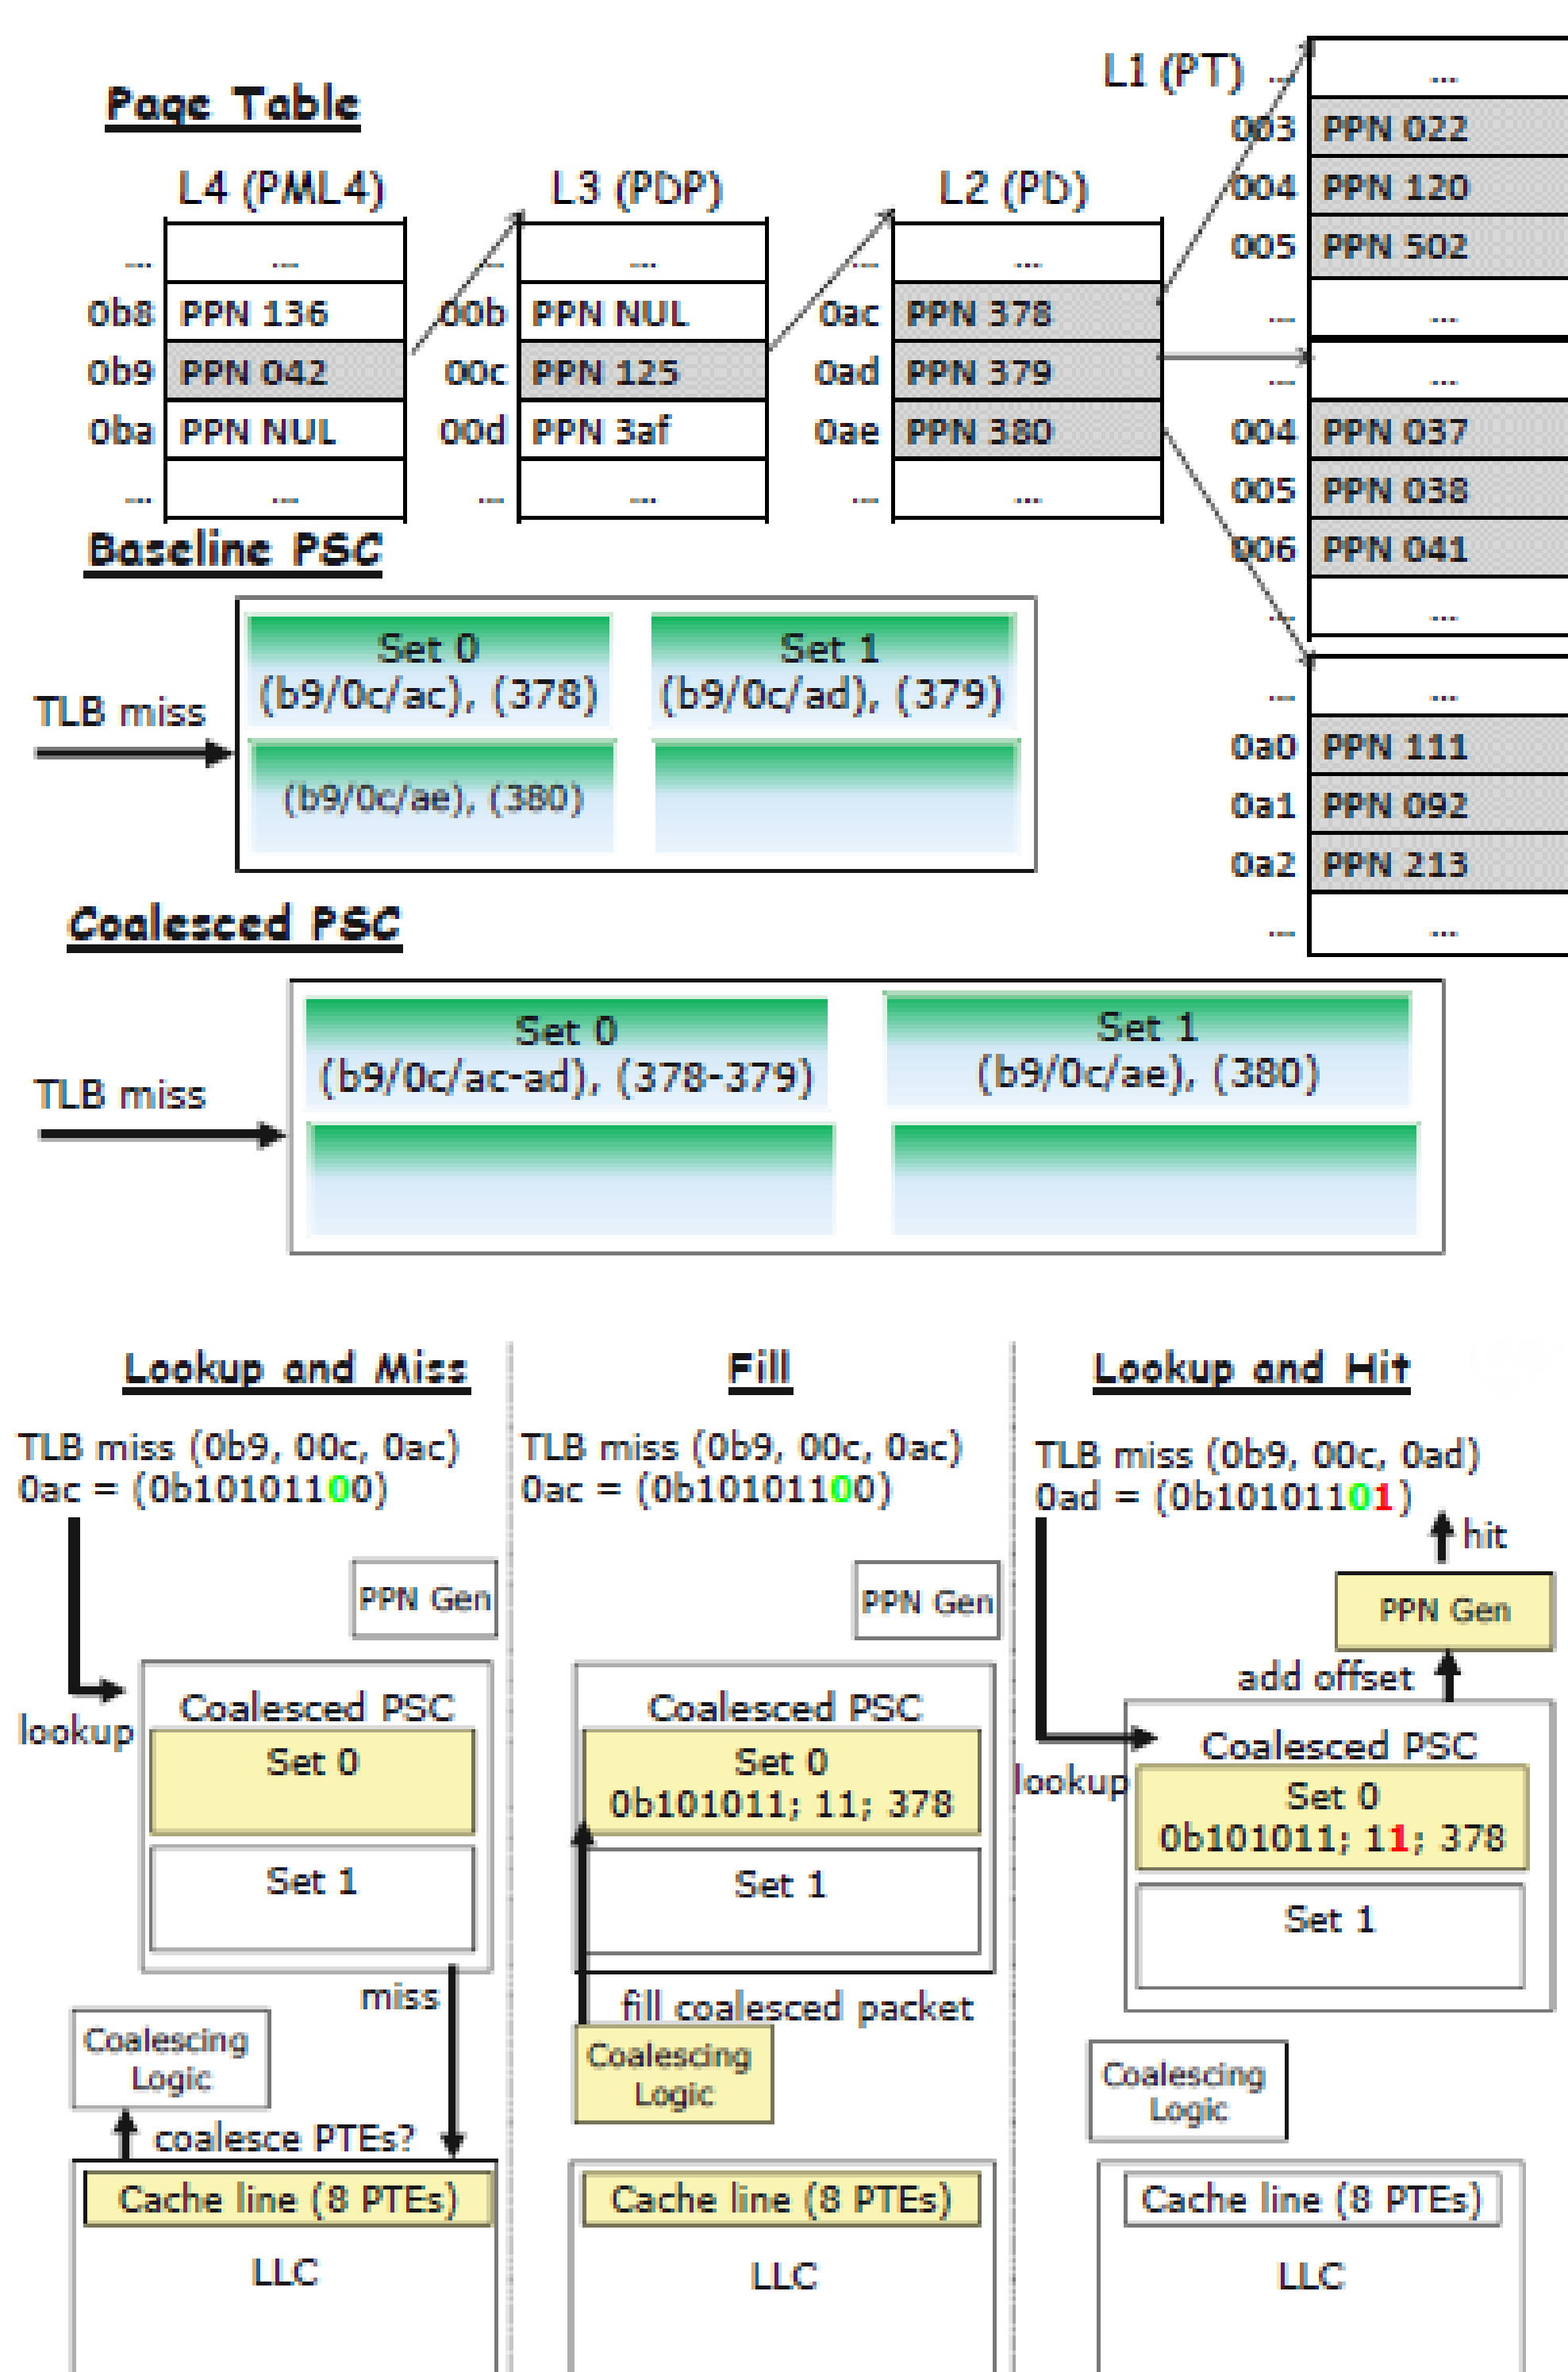 Page Table
L4 (PML4)
...
...
0b8 PPN 136
0b9 PPN 042
0ba PPN NUL
...
...
L3 (PDP)
...
...
00b PPN NUL
00c PPN 125
00d PPN 3af
...
...
L2 (PD)
...
...
0ac PPN 378
0ad PPN 379
0ae PPN 380
...
...
L1 (PT)
...
...
003 PPN 022
004 PPN 120
005 PPN 502
...
...
...
...
004 PPN 037
005 PPN 038
006 PPN 041
...
...
...
...
0a0 PPN 111
0a1 PPN 092
0a2 PPN 213
...
...
Baseline PSC
TLB miss
Set 0
(b9/0c/ac), (378)
Set 1
(b9/0c/ad), (379)
(b9/0c/ae), (380)
Coalesced PSC
TLB miss
Set 0
(b9/0c/ac-ad), (378-379)
Set 1
(b9/0c/ae), (380)
Lookup and Miss
TLB miss (0b9, 00c, 0ac)
0ac = (0b10101100)
PPN Gen
lookup
Coalesced PSC
Set 0
Set 1
miss
Coalescing
Logic
coalesce PTEs?
Cache line (8 PTEs)
LLC
Fill
TLB miss (0b9, 00c, 0ac)
0ac = (0b10101100)
PPN Gen
Coalesced PSC
Set 0
0b101011; 11; 378
Set 1
fill coalesced packet
Coalescing
Logic
Cache line (8 PTEs)
LLC
Lookup and Hit
TLB miss (0b9, 00c, 0ad)
0ad = (0b10101101)
hit
PPN Gen
add offset
lookup
Coalesced PSC
Set 0
0b101011; 11; 378
Set 1
Coalescing
Logic
Cache line (8 PTEs)
LLC